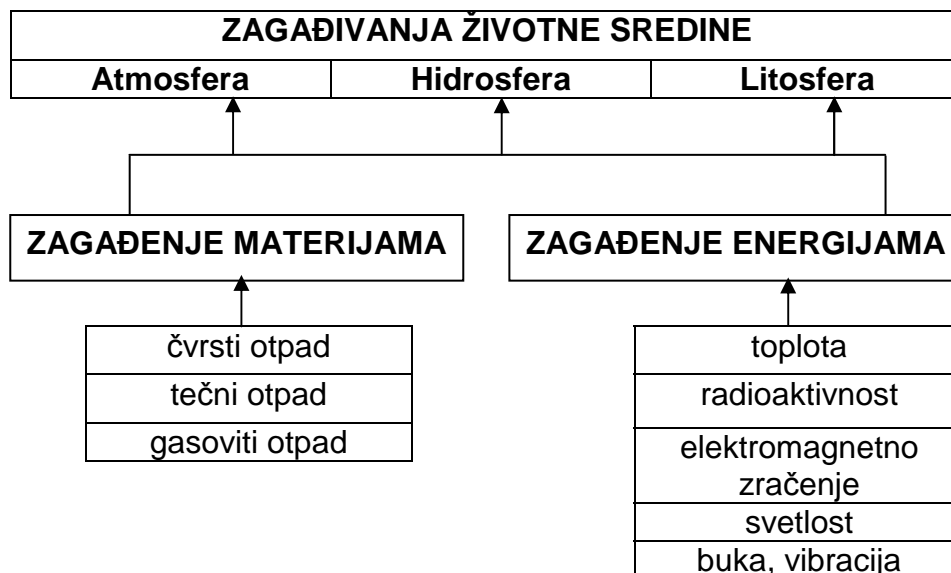 ZAGAĐIVANJA ŽIVOTNE SREDINE
Atmosfera Hidrosfera Litosfera
ZAGAĐENJE MATERIJAMA
ZAGAĐENJE ENERGIJAMA
čvrsti otpad
tečni otpad
gasoviti otpad
toplota
radioaktivnost
elektromagnetno
zračenje
svetlost
buka, vibracija